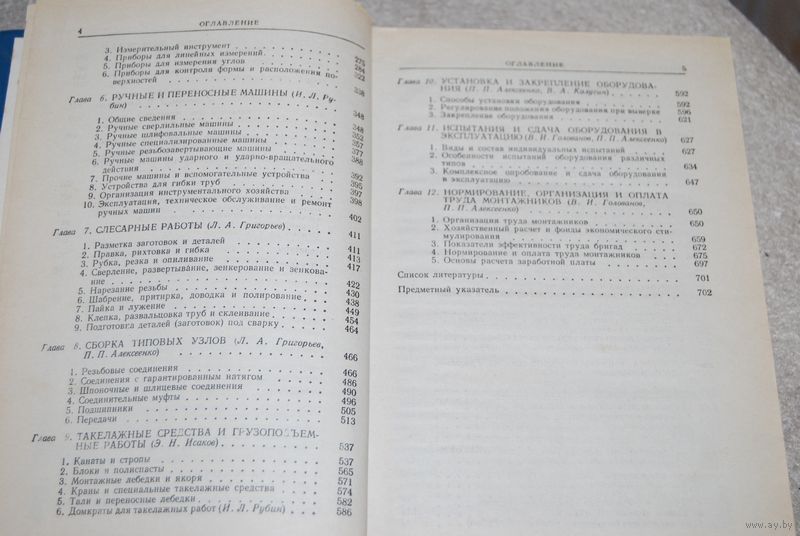 4 ОГЛАВЛЕНИЕ
3. Измерительный инструмент 275
4. Приборы для линейных измерений 284
5. Приборы для измерения углов 322
6. Приборы для контроля формы и расположения по-
верхностей 338
Глава 6. РУЧНЫЕ И ПЕРЕНОСНЫЕ МАШИНЫ (И. Л. Ру-
бин) 348
1. Общие сведения 348
2. Ручные сверлильные машины 352
3. Ручные шлифовальные машины 357
4. Ручные специализированные машины 377
5. Ручные резьбозавертывающие машины 388
6. Ручные машины ударного и ударно-вращательного
действия 392
7. Прочие машины и вспомогательные устройства 395
8. Устройства для гибки труб 397
9. Организация инструментального хозяйства 398
10. Эксплуатация, техническое обслуживание и ремонт
ручных машин 402
Глава 7. СЛЕСАРНЫЕ РАБОТЫ (Л. А. Григорьев) 411
1. Разметка заготовок и деталей 411
2. Правка, рихтовка и гибка 413
3. Рубка, резка и опиливание 417
4. Сверление, развертывание, зенкерование и зенкова-
ние 422
5. Нарезание резьбы 430
6. Шабрение, притирка, доводка и полирование 438
7. Пайка и лужение 449
8. Клепка, развальцовка труб и склеивание 454
9. Подготовка деталей (заготовок) под сварку 464
Глава 8. СБОРКА ТИПОВЫХ УЗЛОВ (Л. А. Григорьев,
П. П. Алексеенко) 466
1. Резьбовые соединения 466
2. Соединения с гарантированным натягом 486
3. Шпоночные и шлицевые соединения 490
4. Соединительные муфты 496
5. Подшипники 505
6. Передачи 513
Глава 9. ТАКЕЛАЖНЫЕ СРЕДСТВА И ГРУЗОПОДЪЕМ-
НЫЕ РАБОТЫ (Э. Н. Исаков) 537
1. Канаты и стропы 537
2. Блоки и полиспасты 565
3. Монтажные лебедки и якоря 571
4. Краны и специальные такелажные средства 574
5. Тали и переносные лебедки 582
6. Домкраты для такелажных работ (И. Л. Рубин) 586
ОГЛАВЛЕНИЕ 5
Глава 10. УСТАНОВКА И ЗАКРЕПЛЕНИЕ ОБОРУДОВА-
НИЯ (П. П. Алексеенко, В. А. Калугин) 592
1. Способы установки оборудования 592
2. Регулирование положения оборудования при выверке 596
3. Закрепление оборудования 621
Глава 11. ИСПЫТАНИЯ И СДАЧА ОБОРУДОВАНИЯ В
ЭКСПЛУАТАЦИЮ (В. И. Голованов, П. П. Алексеенко) 627
1. Виды и состав индивидуальных испытаний 627
2. Особенности испытаний оборудования различных
типов 634
3. Комплексное опробование и сдача оборудования
в эксплуатацию 647
Глава 12. НОРМИРОВАНИЕ, ОРГАНИЗАЦИЯ И ОПЛАТА
ТРУДА МОНТАЖНИКОВ (В. И. Голованов,
П. П. Алексеенко) 650
1. Организация труда монтажников 650
2. Хозяйственный расчет и фонды экономического сти-
мулирования 659
3. Показатели эффективности труда бригад 672
4. Нормирование и оплата труда монтажников 675
5. Основы расчета заработной платы 697
Список литературы 701
Предметный указатель 702
www.ay.by